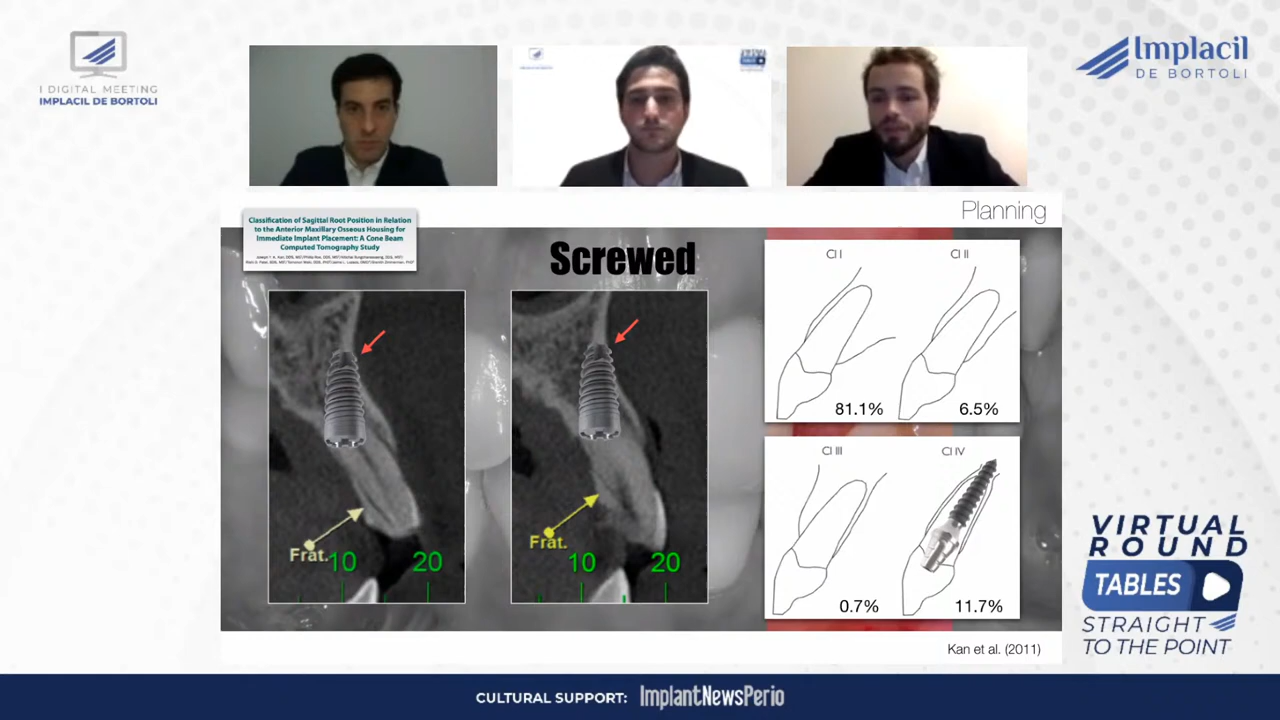 I DIGITAL MEETING
IMPLACIL DE BORTOLI
Implacil
DE BORTOLI
Planning
Classification of Sagittal Root Position in Relation
to the Anterior Maxillary Osseous Housing for
Immediate Implant Placement: A Cone Beam
Computed Tomography Study
Screwed
Cl I
Cl II
81.1%
6.5%
Frat.
10
20
Frat.
10
20
Cl III
Cl IV
0.7%
11.7%
Kan et al. (2011)
VIRTUAL
ROUND
TABLES
STRAIGHT
TO THE POINT
CULTURAL SUPPORT: ImplantNewsPerio